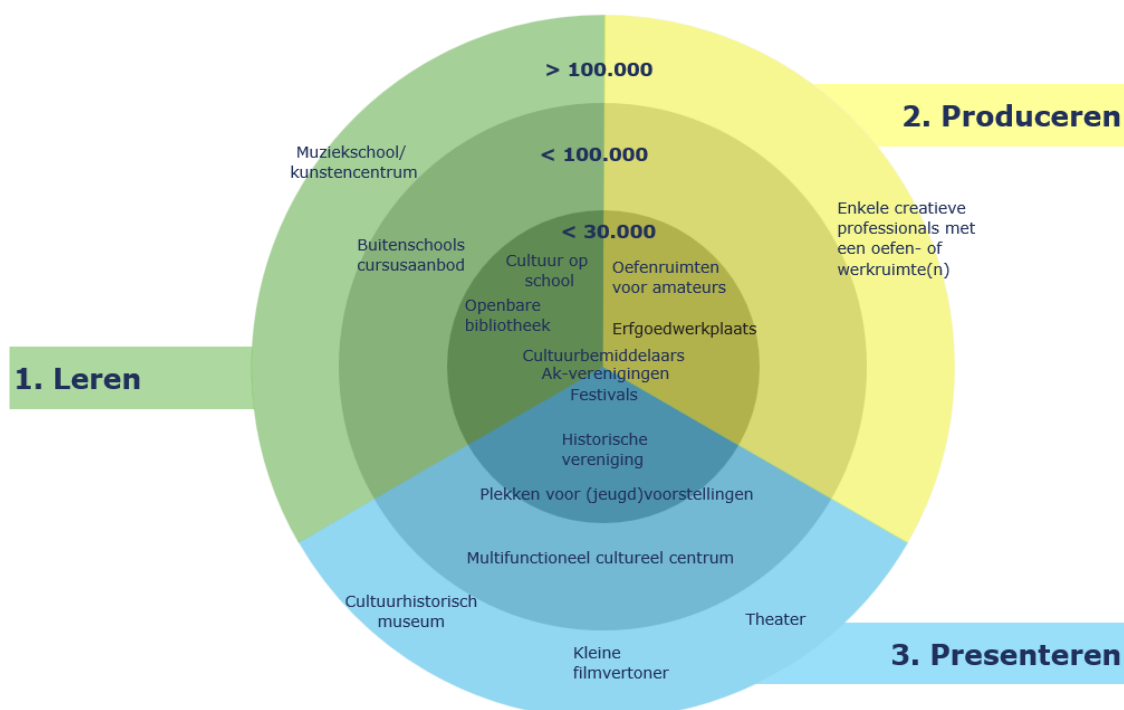 > 100.000
< 100.000
< 30.000
1. Leren
Muziekschool/
kunstencentrum
Buitenschools
cursusaanbod
Cultuur op
school
Openbare
bibliotheek
2. Produceren
Enkele creatieve
professionals met
een oefen- of
werkruimte(n)
Oefenruimten
voor amateurs
Erfgoedwerkplaats
Cultuurbemiddelaars
Ak-verenigingen
Festivals
Historische
vereniging
Plekken voor (jeugd)voorstellingen
Multifunctioneel cultureel centrum
Cultuurhistorisch
museum
Kleine
filmvertoner
Theater
3. Presenteren